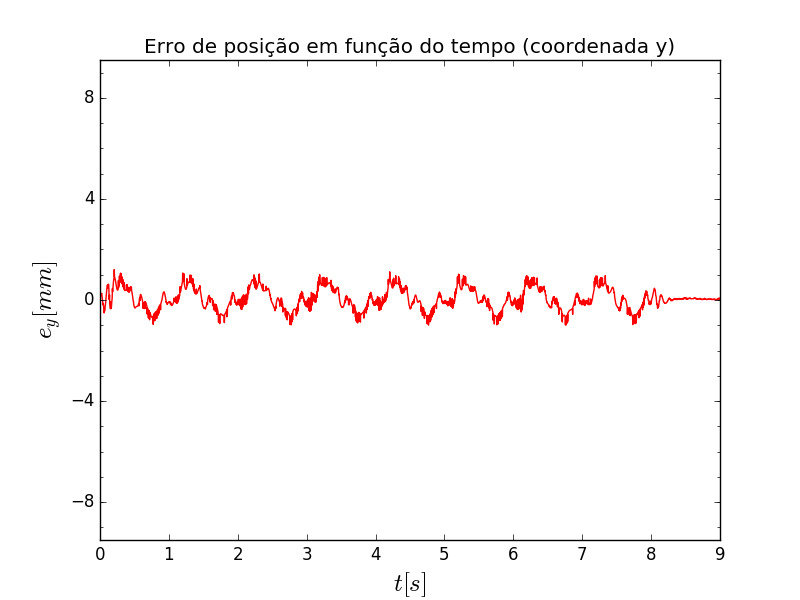 Erro de posição em função do tempo (coordenada y)
8
4
0
−4
−8
e_y[mm]
0 1 2 3 4 5 6 7 8 9
t[s]